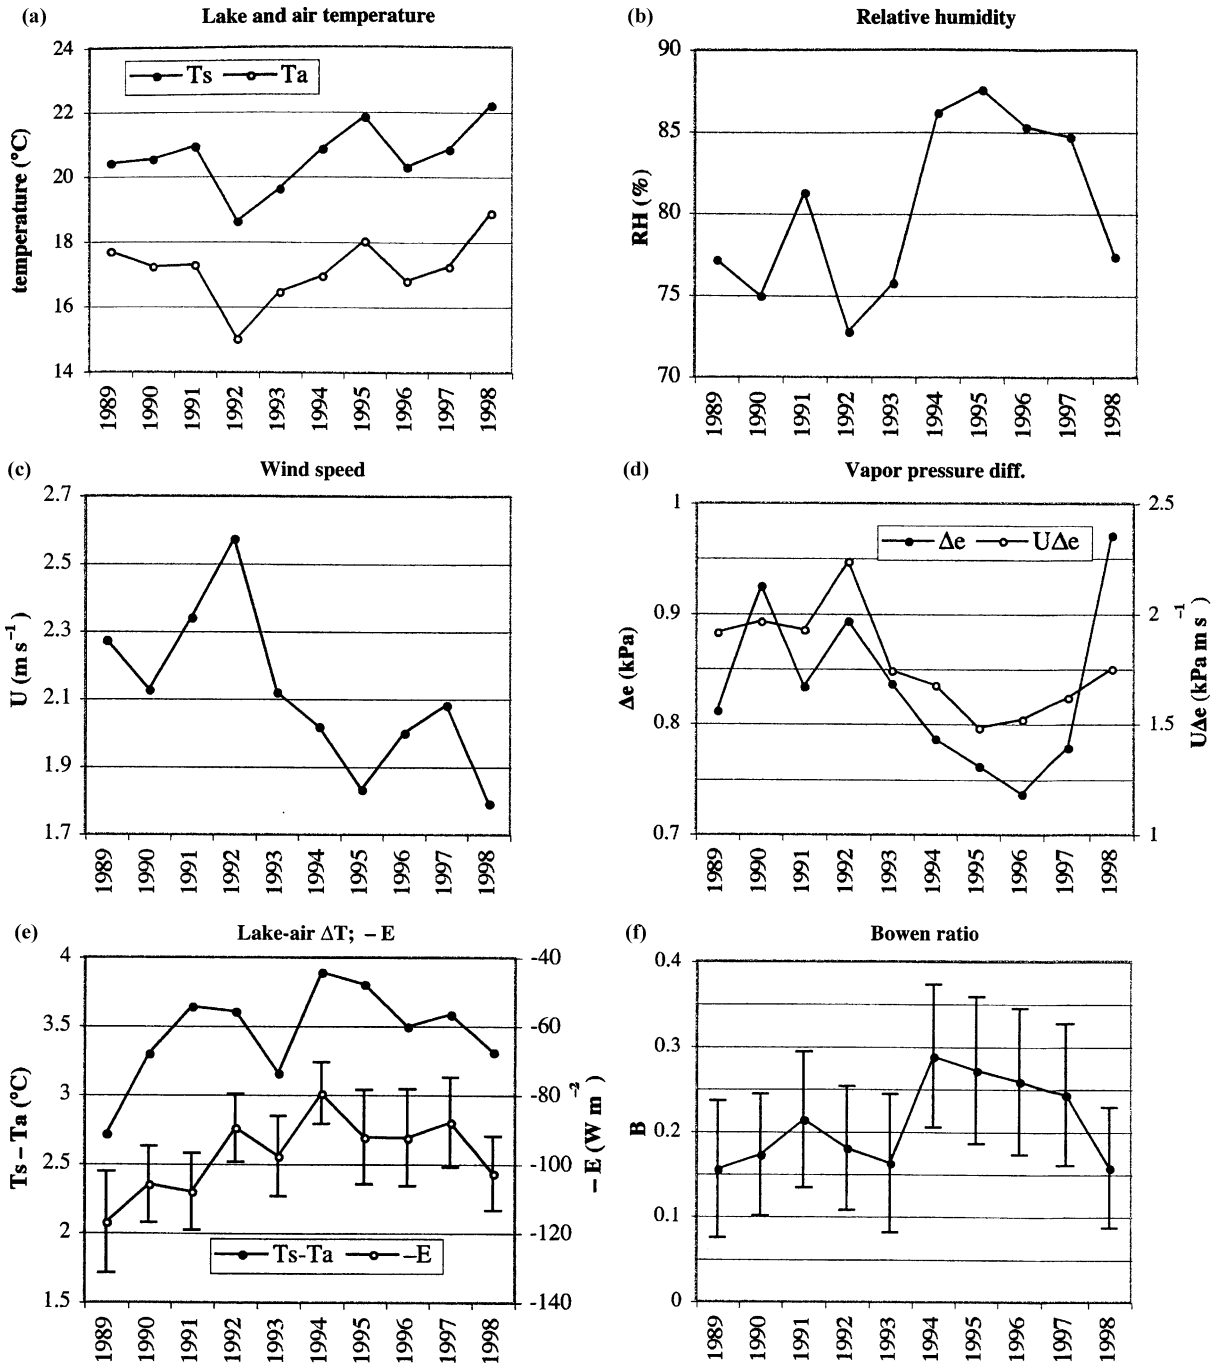 (a) Lake and air temperature
24
22
20
18
16
14
temperature (°C)
Ts Ta
1989 1990 1991 1992 1993 1994 1995 1996 1997 1998
(b) Relative humidity
90
85
80
75
70
RH (%)
1989 1990 1991 1992 1993 1994 1995 1996 1997 1998
(c) Wind speed
2.7
2.5
2.3
2.1
1.9
1.7
U (m s⁻¹)
1989 1990 1991 1992 1993 1994 1995 1996 1997 1998
(d) Vapor pressure diff.
1
0.9
0.8
0.7
Δe (kPa)
Δe UΔe
2.5
2
1.5
1
UΔe (kPa m s⁻¹)
1989 1990 1991 1992 1993 1994 1995 1996 1997 1998
(e) Lake-air ΔT; – E
4
3.5
3
2.5
2
1.5
Ts – Ta (°C)
Ts-Ta –E
-40
-60
-80
-100
-120
-140
– E (W m⁻²)
1989 1990 1991 1992 1993 1994 1995 1996 1997 1998
(f) Bowen ratio
0.4
0.3
0.2
0.1
0
B
1989 1990 1991 1992 1993 1994 1995 1996 1997 1998